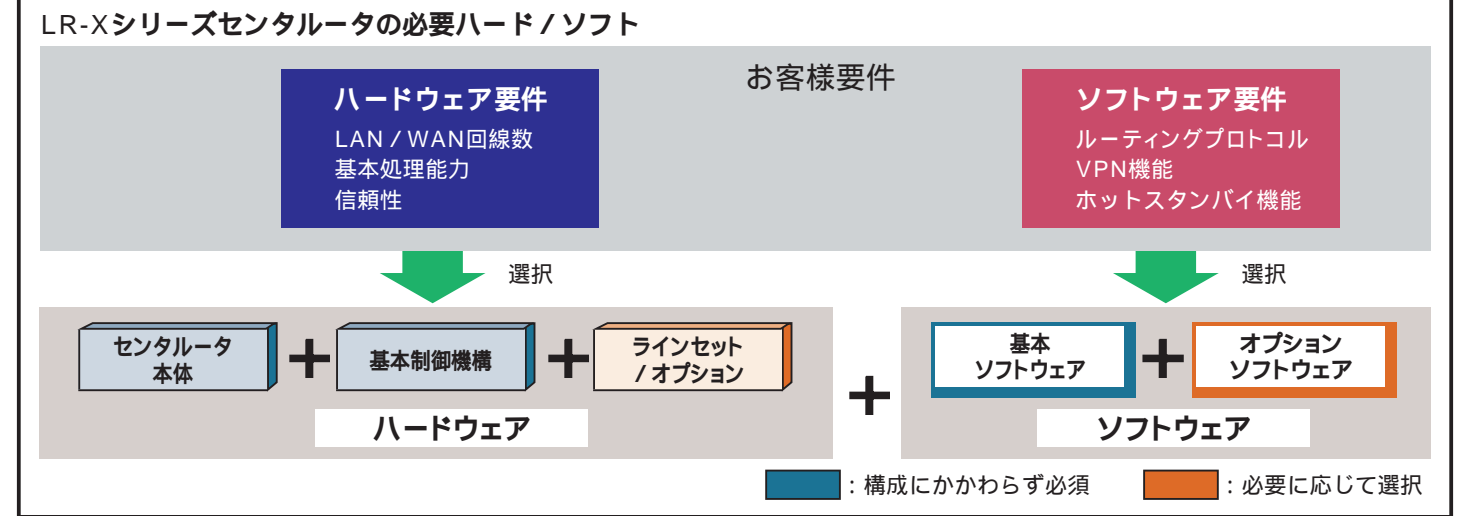 LR-Xシリーズセンタルータの必要ハード/ソフト
お客様要件
ハードウェア要件
LAN/WAN回線数
基本処理能力
信頼性
ソフトウェア要件
ルーティングプロトコル
VPN機能
ホットスタンバイ機能
選択
選択
センタルータ
本体
+
基本制御機構
+
ラインセット
/オプション
ハードウェア
+
基本
ソフトウェア
+
オプション
ソフトウェア
ソフトウェア
:構成にかかわらず必須
:必要に応じて選択